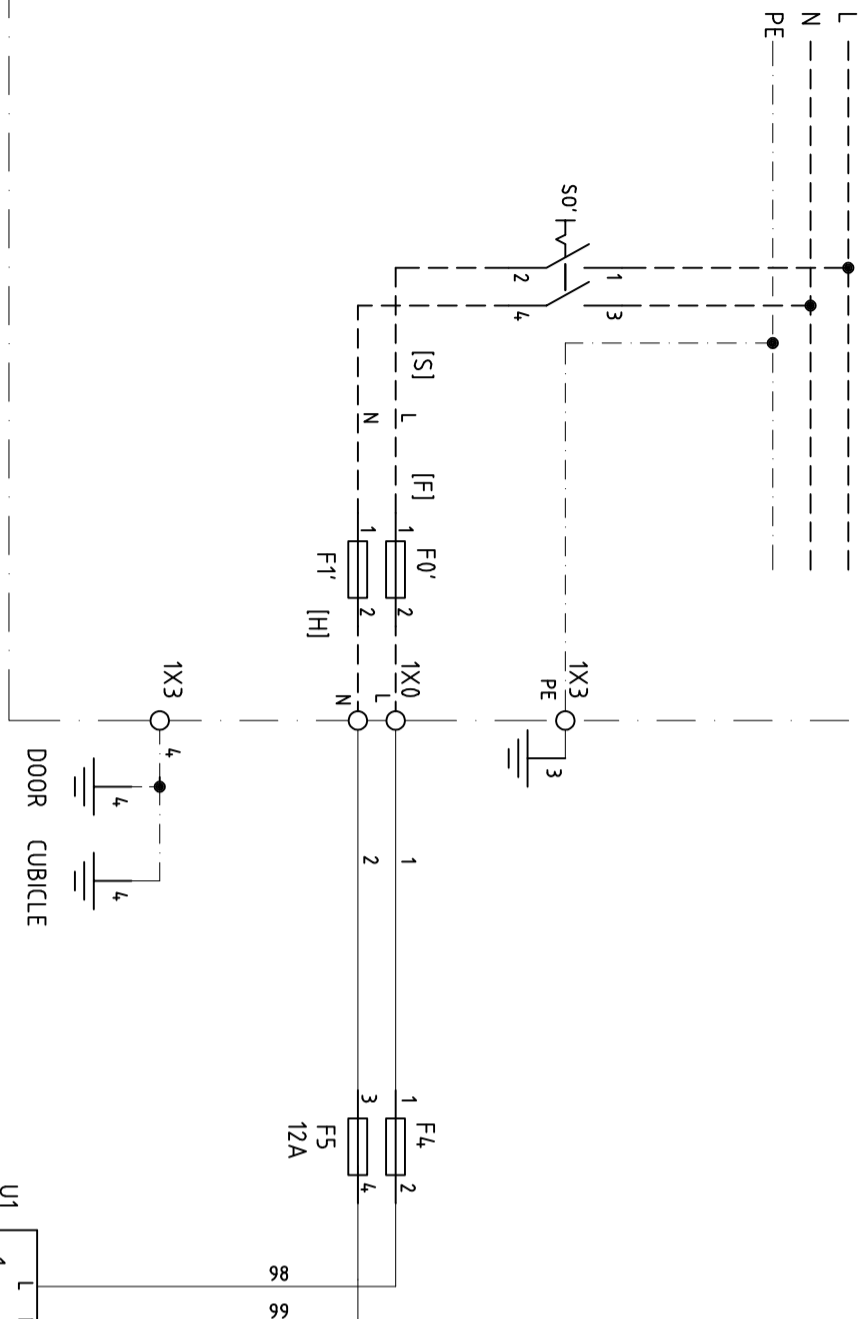 L
N
PE
S0'
1
2
3
4
[S]
L
N
[F]
1
1
F0'
F1'
2
2
[H]
1X3
PE
1X0
L
N
1X3
3
4
4
4
DOOR
CUBICLE
1
2
1
3
F4
F5
12A
2
4
98
99
U1
L